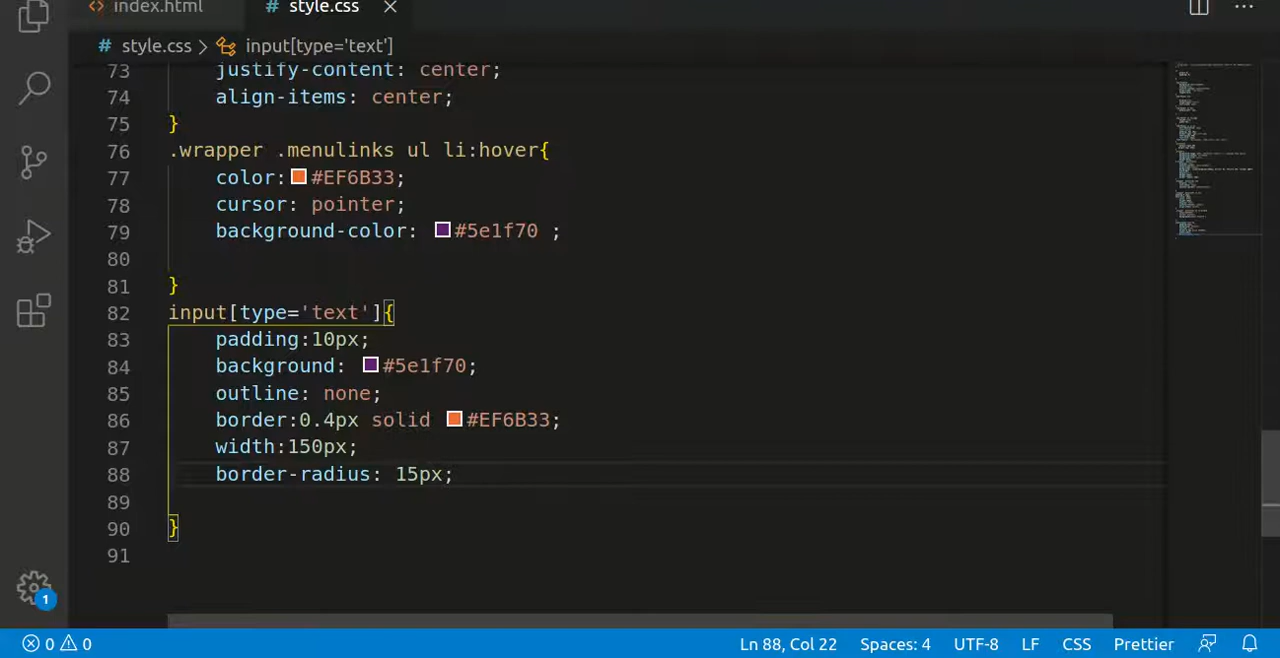 index.html
style.css
style.css > input[type='text']
73 justify-content: center;
74 align-items: center;
75 }
76 .wrapper .menulinks ul li:hover{
77 color:#EF6B33;
78 cursor: pointer;
79 background-color: #5e1f70 ;
80
81 }
82 input[type='text']{
83 padding:10px;
84 background: #5e1f70;
85 outline: none;
86 border:0.4px solid #EF6B33;
87 width:150px;
88 border-radius: 15px;
89
90 }
91
1
0 0 Ln 88, Col 22 Spaces: 4 UTF-8 LF CSS Prettier